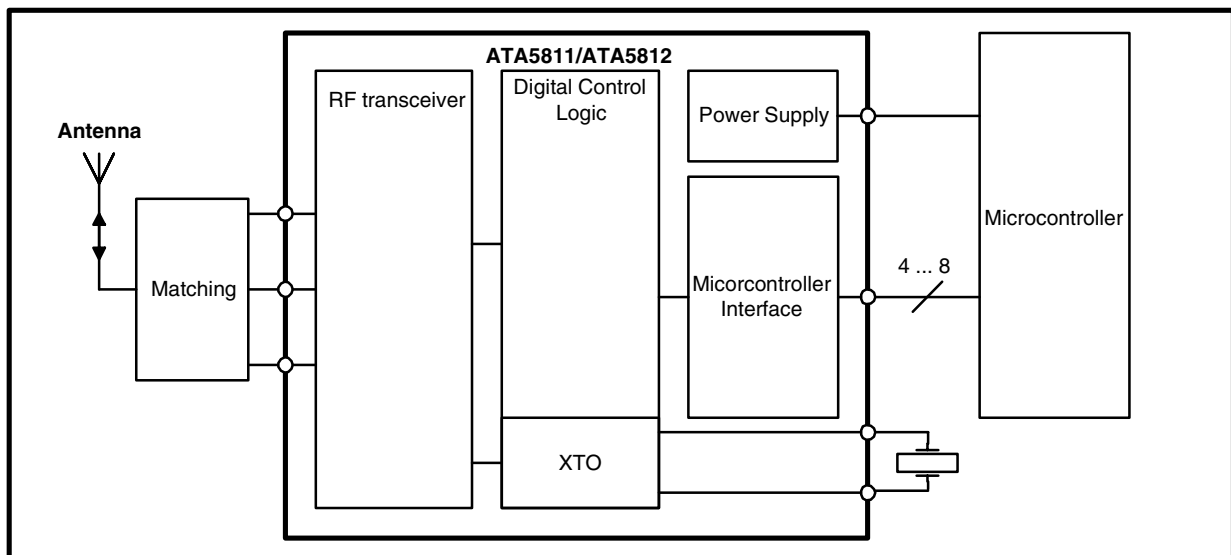 ATA5811/ATA5812
RF transceiver
Digital Control
Logic
Power Supply
Antenna
Matching
Micorcontroller
Interface
4 ... 8
Microcontroller
XTO